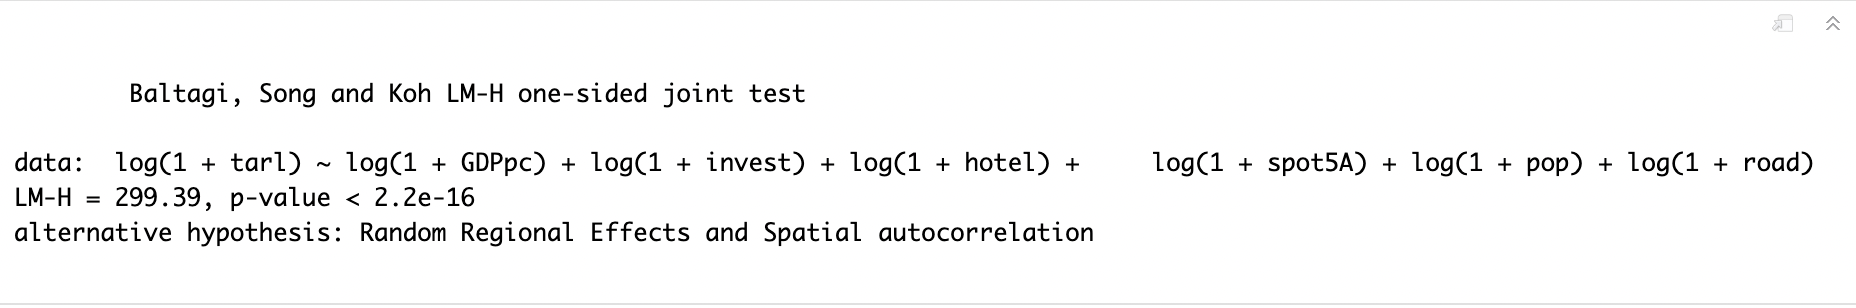 Baltagi, Song and Koh LM-H one-sided joint test
data:  log(1 + tarl) ~ log(1 + GDPpc) + log(1 + invest) + log(1 + hotel) +     log(1 + spot5A) + log(1 + pop) + log(1 + road)
LM-H = 299.39, p-value < 2.2e-16
alternative hypothesis: Random Regional Effects and Spatial autocorrelation